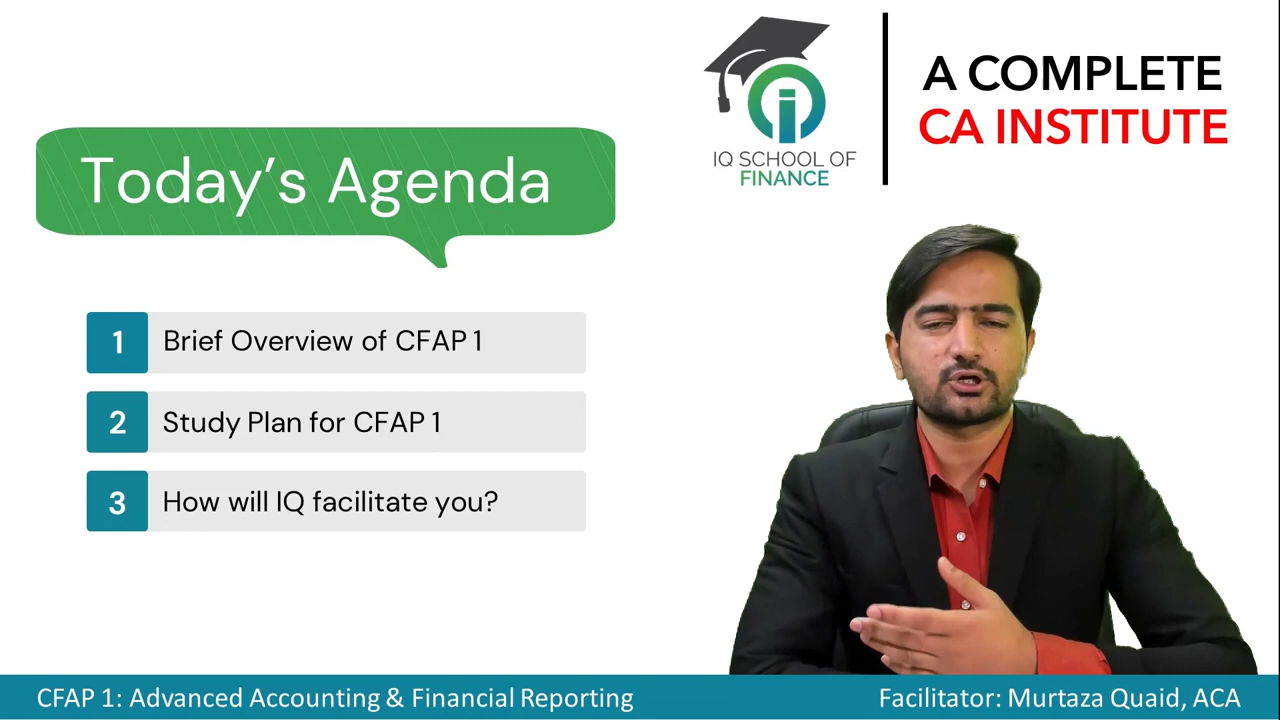 IQ SCHOOL OF
FINANCE
A COMPLETE
CA INSTITUTE
Today's Agenda
1 Brief Overview of CFAP 1
2 Study Plan for CFAP 1
3 How will IQ facilitate you?
CFAP 1: Advanced Accounting & Financial Reporting
Facilitator: Murtaza Quaid, ACA